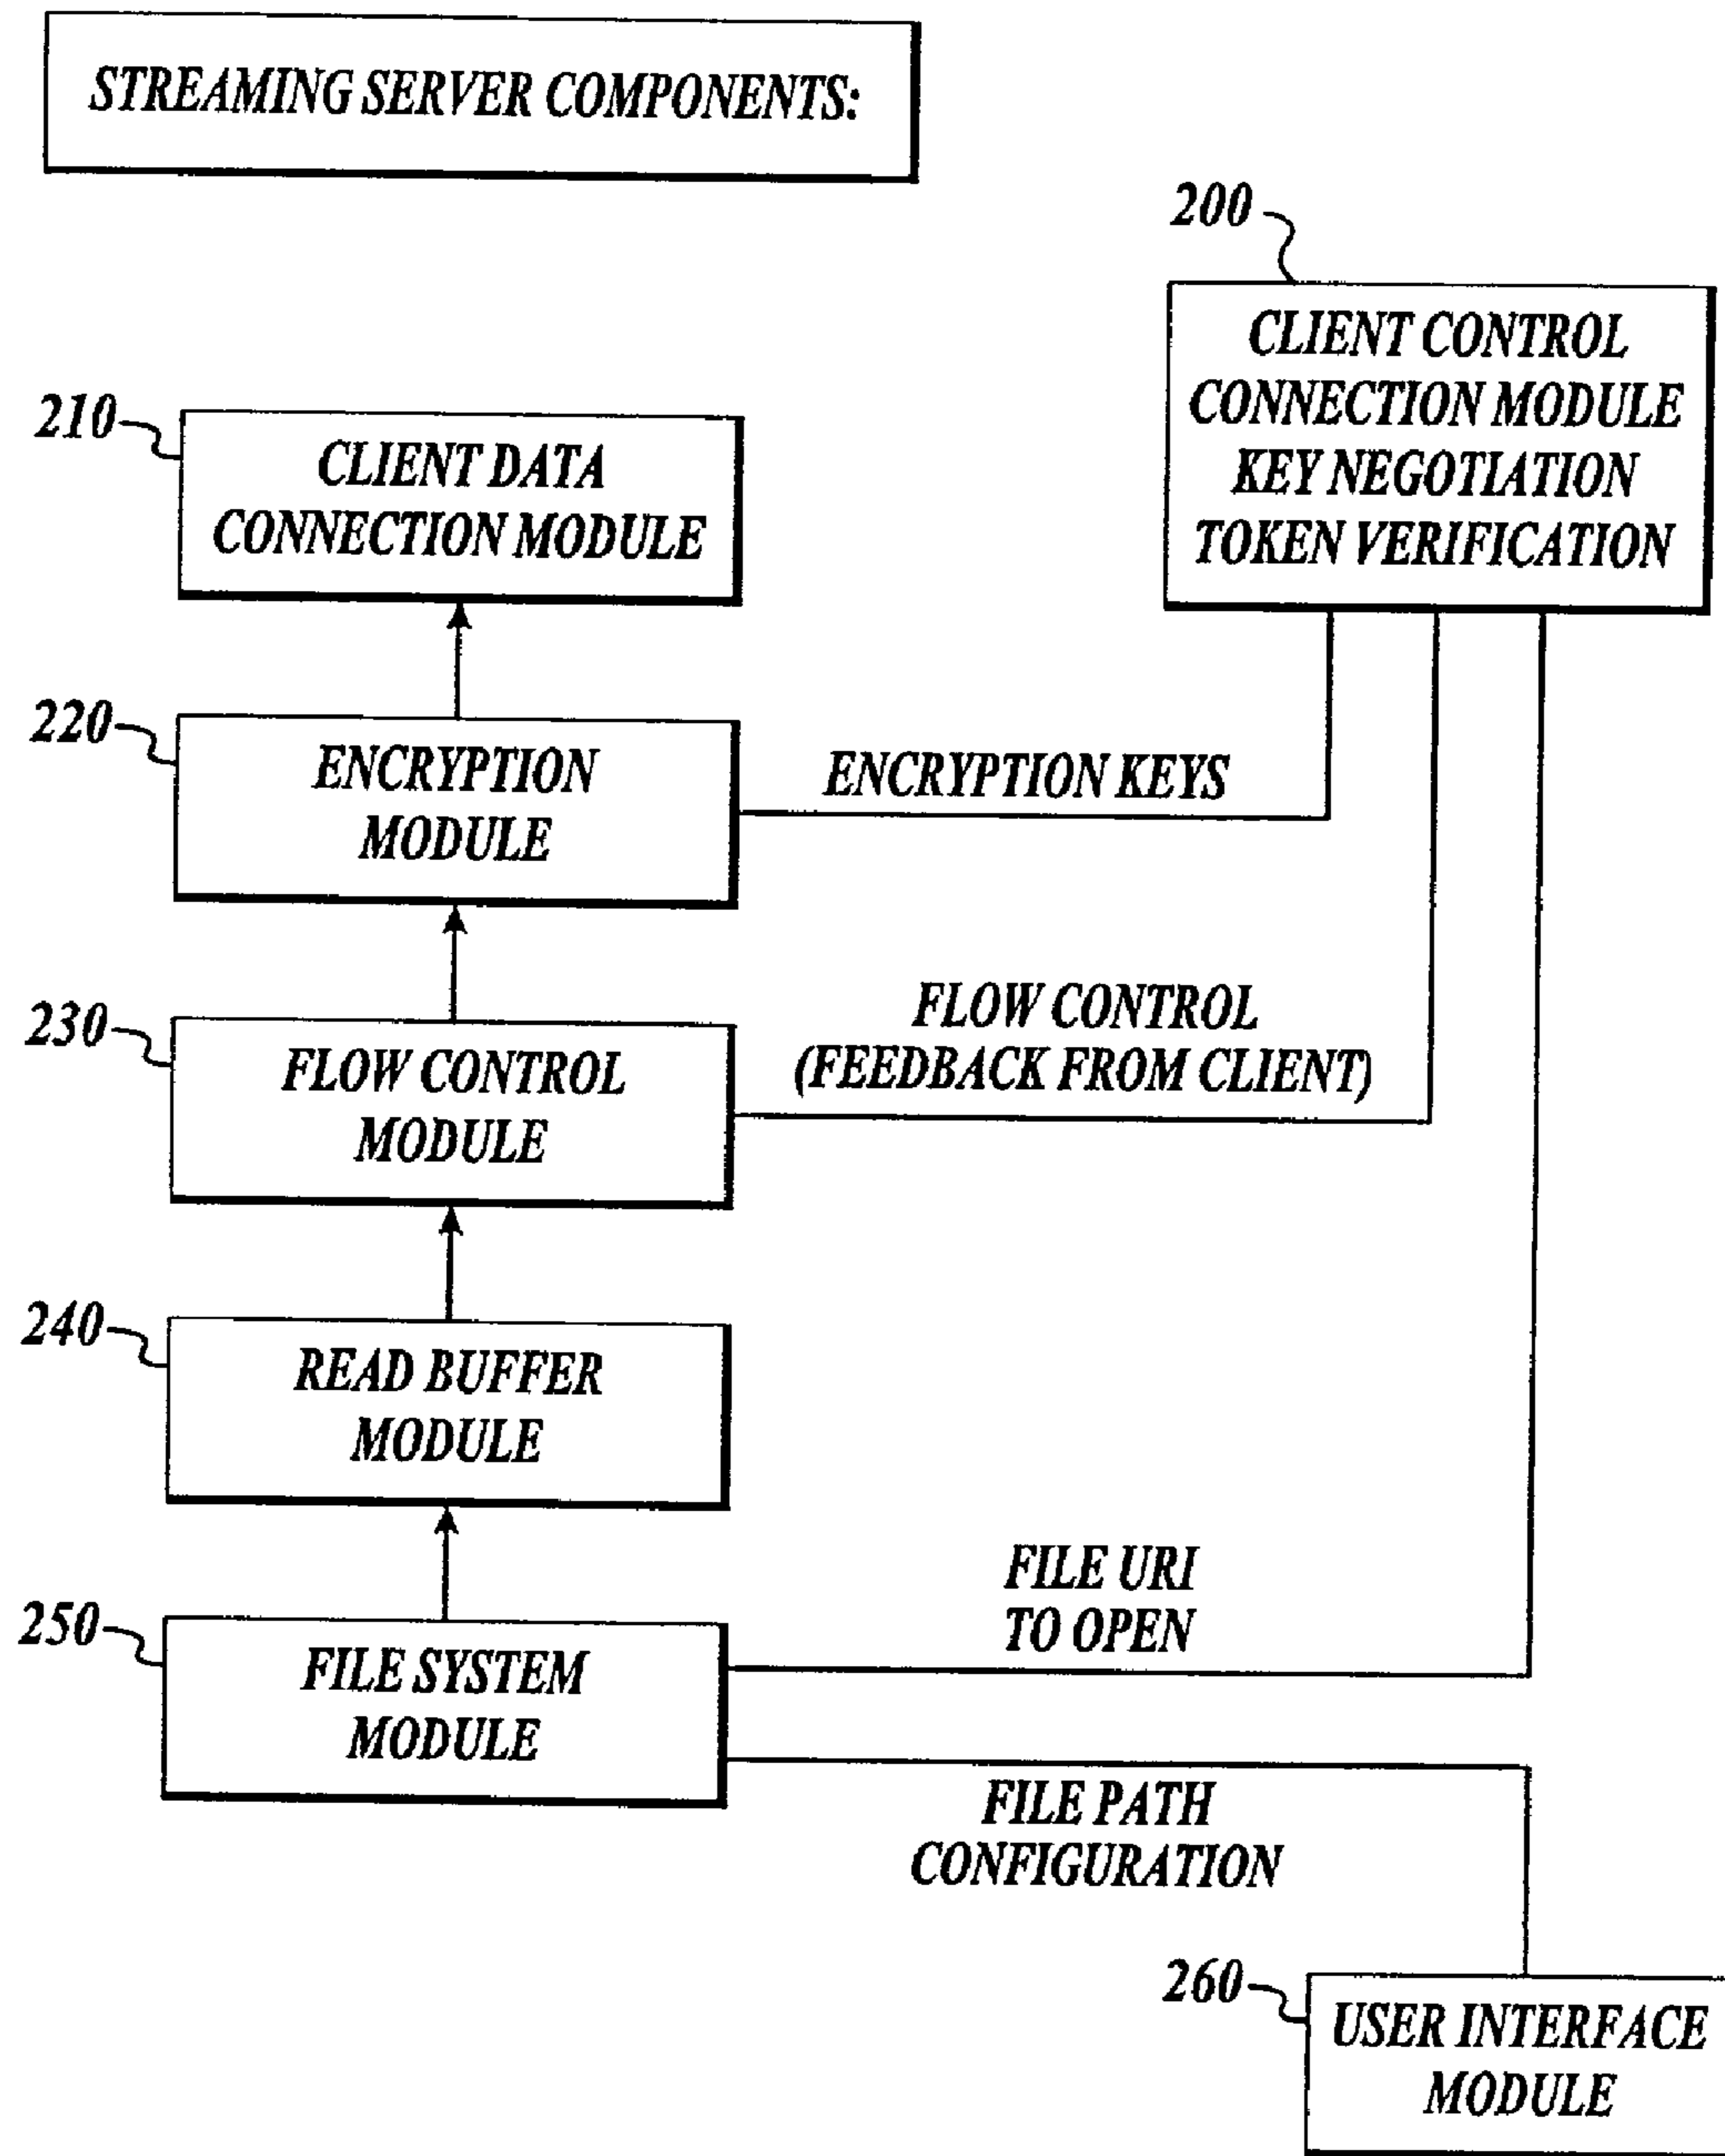 STREAMING SERVER COMPONENTS:
200
CLIENT CONTROL
CONNECTION MODULE
KEY NEGOTIATION
TOKEN VERIFICATION
210
CLIENT DATA
CONNECTION MODULE
220
ENCRYPTION
MODULE
ENCRYPTION KEYS
230
FLOW CONTROL
MODULE
FLOW CONTROL
(FEEDBACK FROM CLIENT)
240
READ BUFFER
MODULE
250
FILE SYSTEM
MODULE
FILE URI
TO OPEN
FILE PATH
CONFIGURATION
260
USER INTERFACE
MODULE